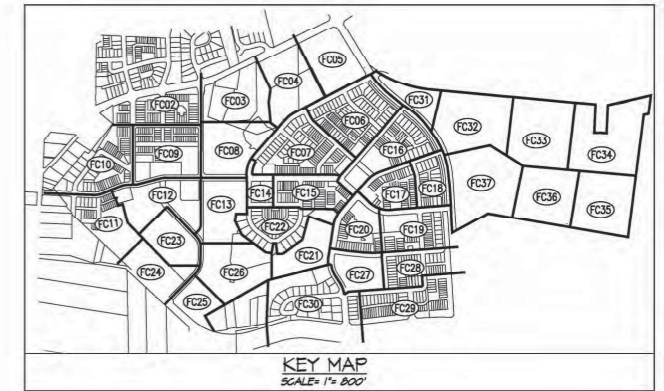 FC05
FC04
FC03
FC02
FC31
FC06
FC32
FC33
FC34
FC16
FC07
FC08
FC09
FC10
FC12
FC13
FC14
FC15
FC17
FC18
FC37
FC36
FC35
FC11
FC22
FC20
FC19
FC23
FC21
FC24
FC26
FC27
FC28
FC25
FC30
FC29
KEY MAP
SCALE= 1"= 800'